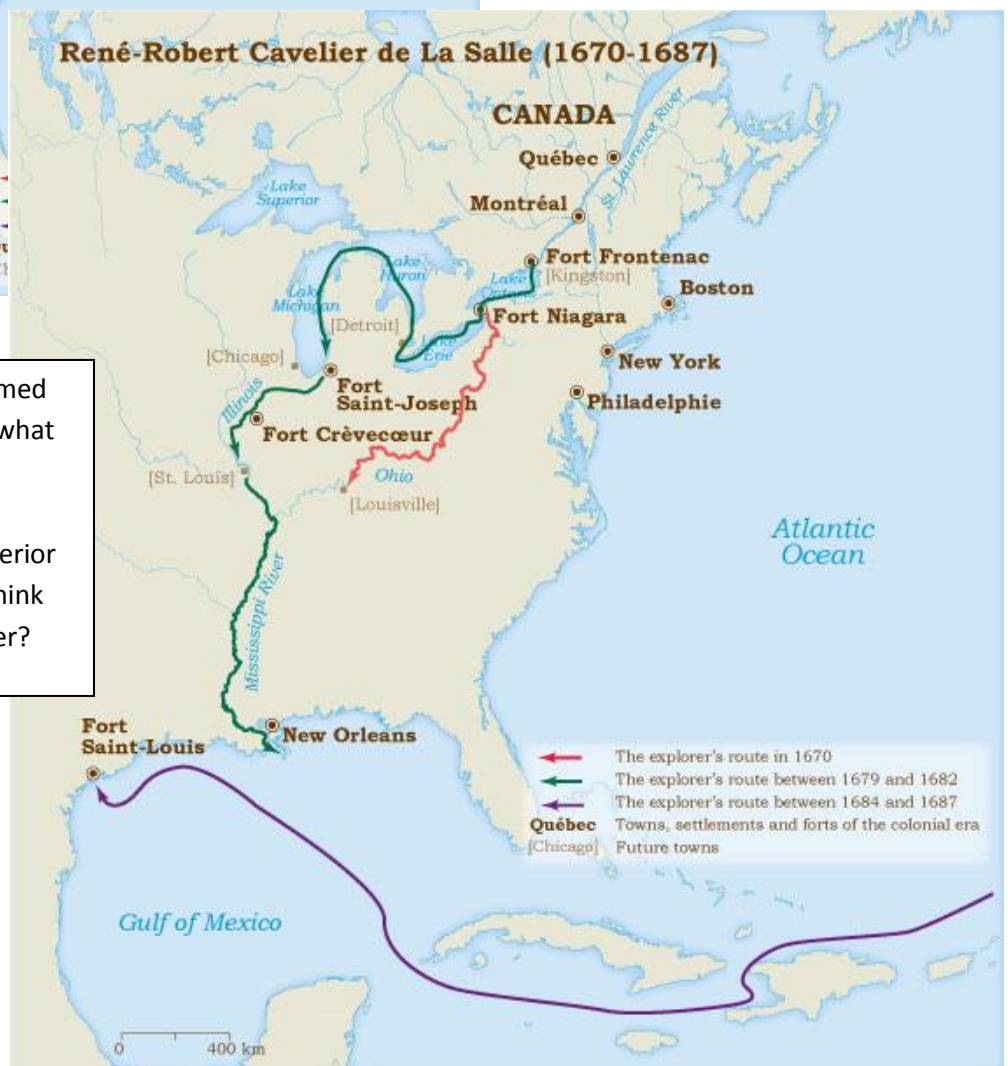 René-Robert Cavelier de La Salle (1670-1687)
CANADA
Québec
St. Lawrence River
Montréal
Lake
Superior
Fort Frontenac
[Kingston]
Lake
Huron
Lake
Ontario
Lake
Michigan
Boston
Fort Niagara
[Detroit]
Lake
Erie
New York
[Chicago]
Fort
Saint-Joseph
Philadelphie
Illinois
Fort Crèvecœur
[St. Louis]
Ohio
[Louisville]
Atlantic
Ocean
Mississippi River
med
what
erior
hink
er?
Fort
Saint-Louis
New Orleans
The explorer's route in 1670
The explorer's route between 1679 and 1682
The explorer's route between 1684 and 1687
Québec Towns, settlements and forts of the colonial era
[Chicago] Future towns
Gulf of Mexico
0 400 km